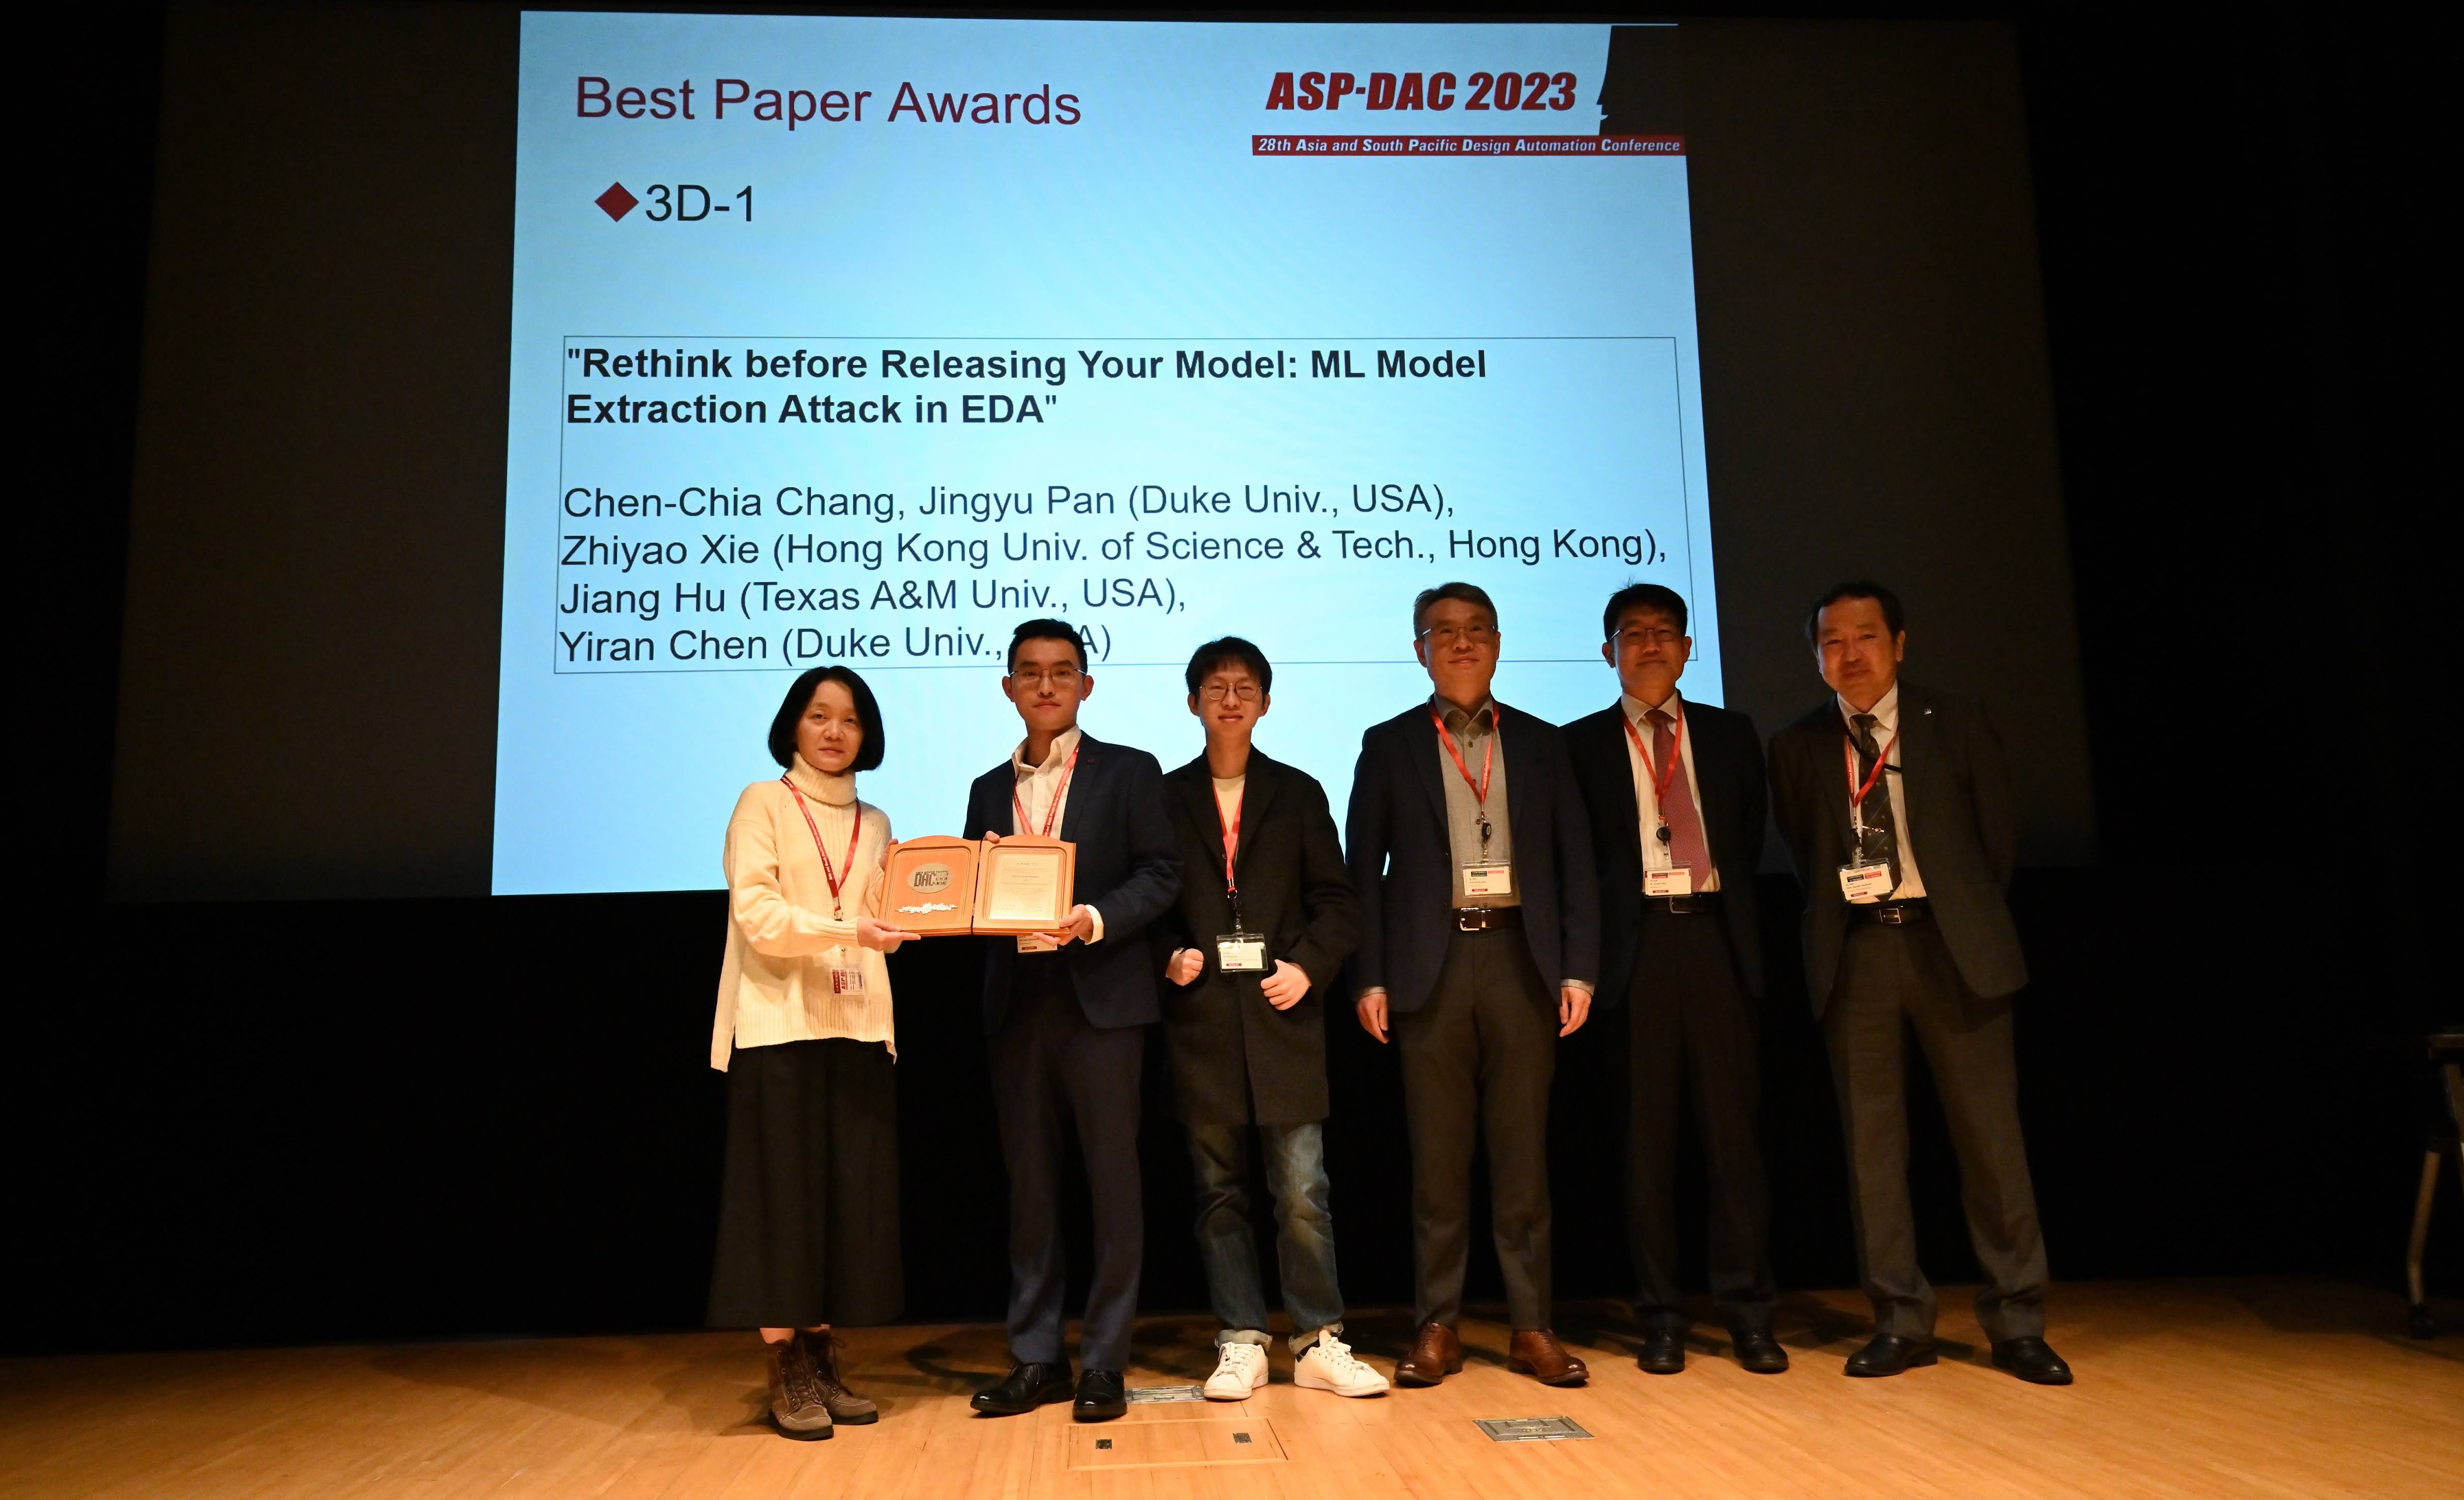 Best Paper Awards
ASP-DAC 2023
28th Asia and South Pacific Design Automation Conference
3D-1
"Rethink before Releasing Your Model: ML Model
Extraction Attack in EDA"
Chen-Chia Chang, Jingyu Pan (Duke Univ., USA),
Zhiyao Xie (Hong Kong Univ. of Science & Tech., Hong Kong),
Jiang Hu (Texas A&M Univ., USA),
Yiran Chen (Duke Univ., A)
DAC